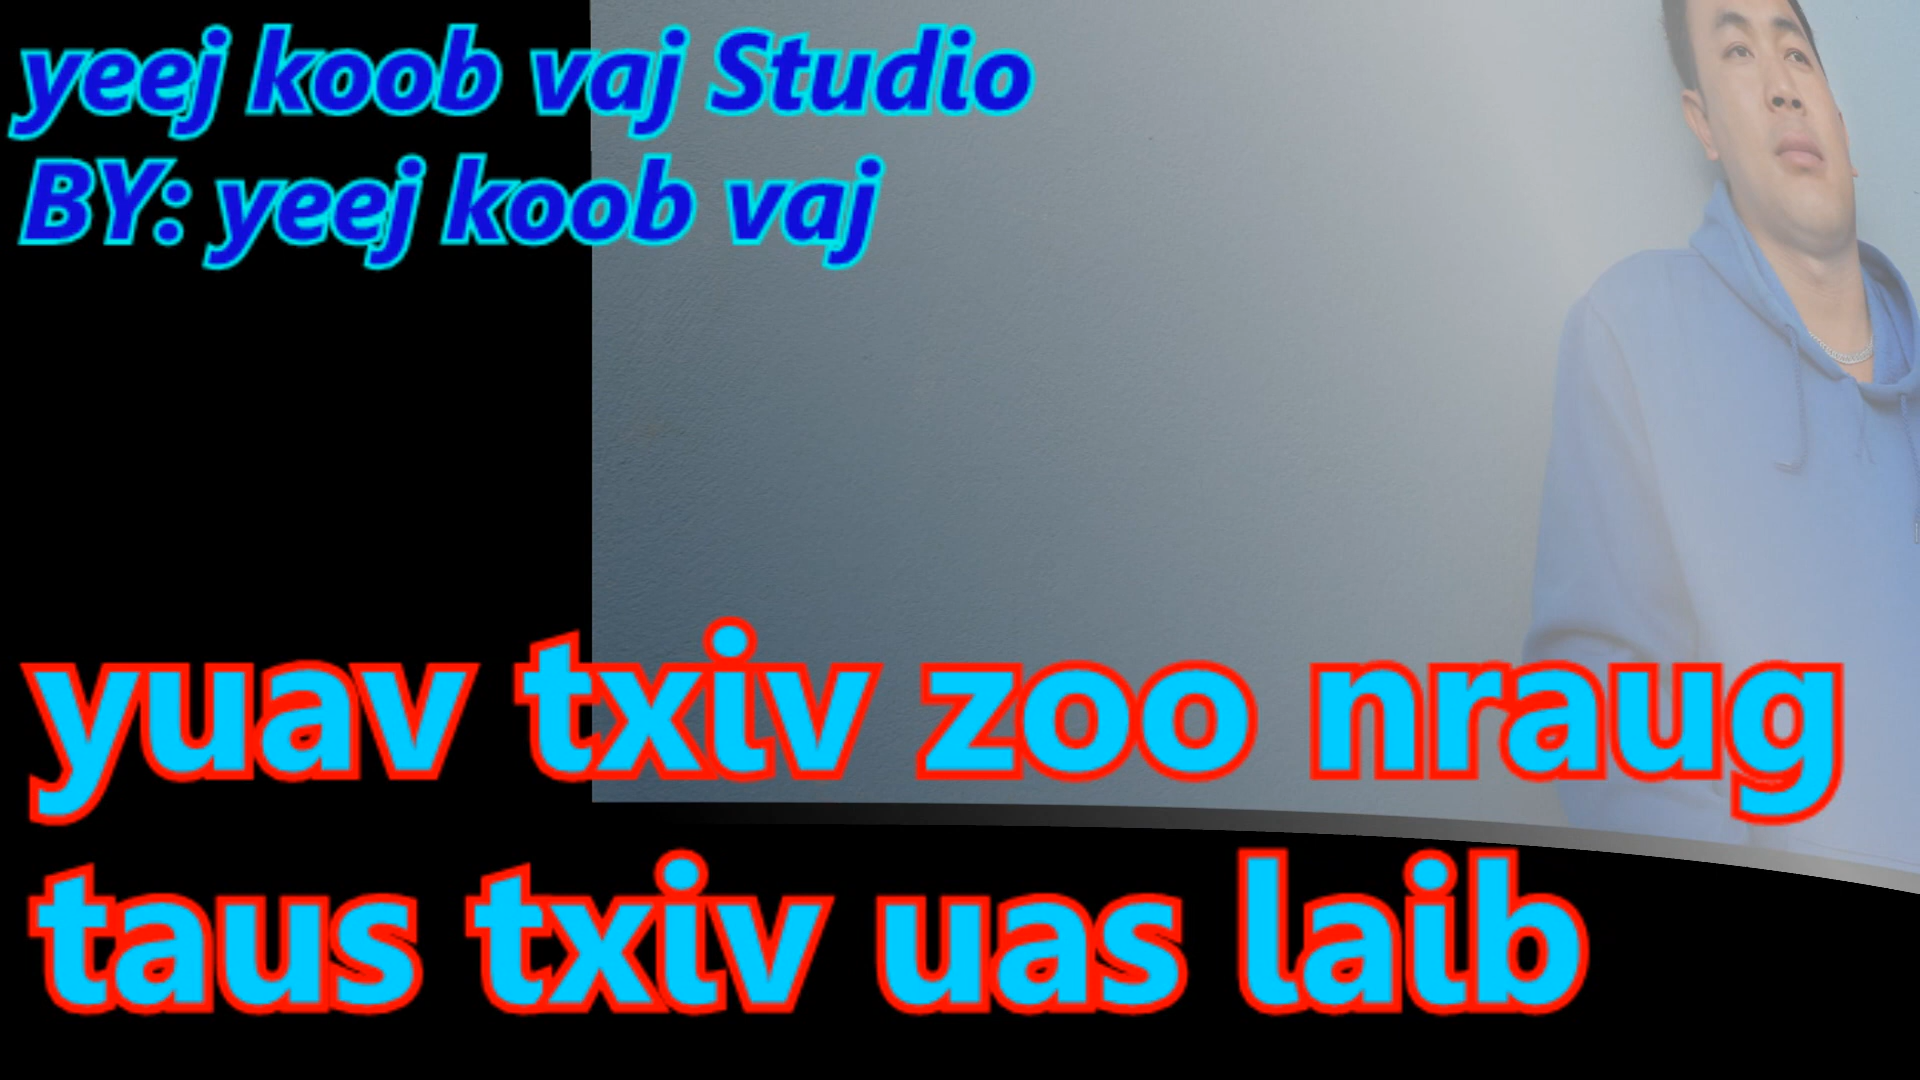 yeej koob vaj Studio
BY: yeej koob vaj
yuav txiv zoo nraug
taus txiv uas laib